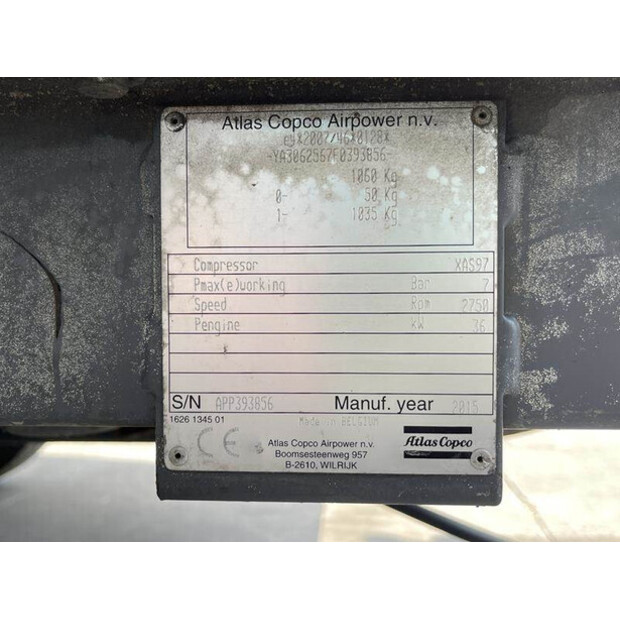 Atlas Copco Airpower n.v.
*2007/46*0128*
-YA3062567F0393856-
1060 Kg
0- 50 Kg
1- 1035 Kg
Compressor XAS97
Pmax(e)working Bar 7
Speed Rpm 2750
Pengine kW 36
S/N APP393856 Manuf. year 2015
1626 1345 01 Made in BELGIUM
CE
Atlas Copco Airpower n.v.
Boomsesteenweg 957
B-2610, WILRIJK
Atlas Copco